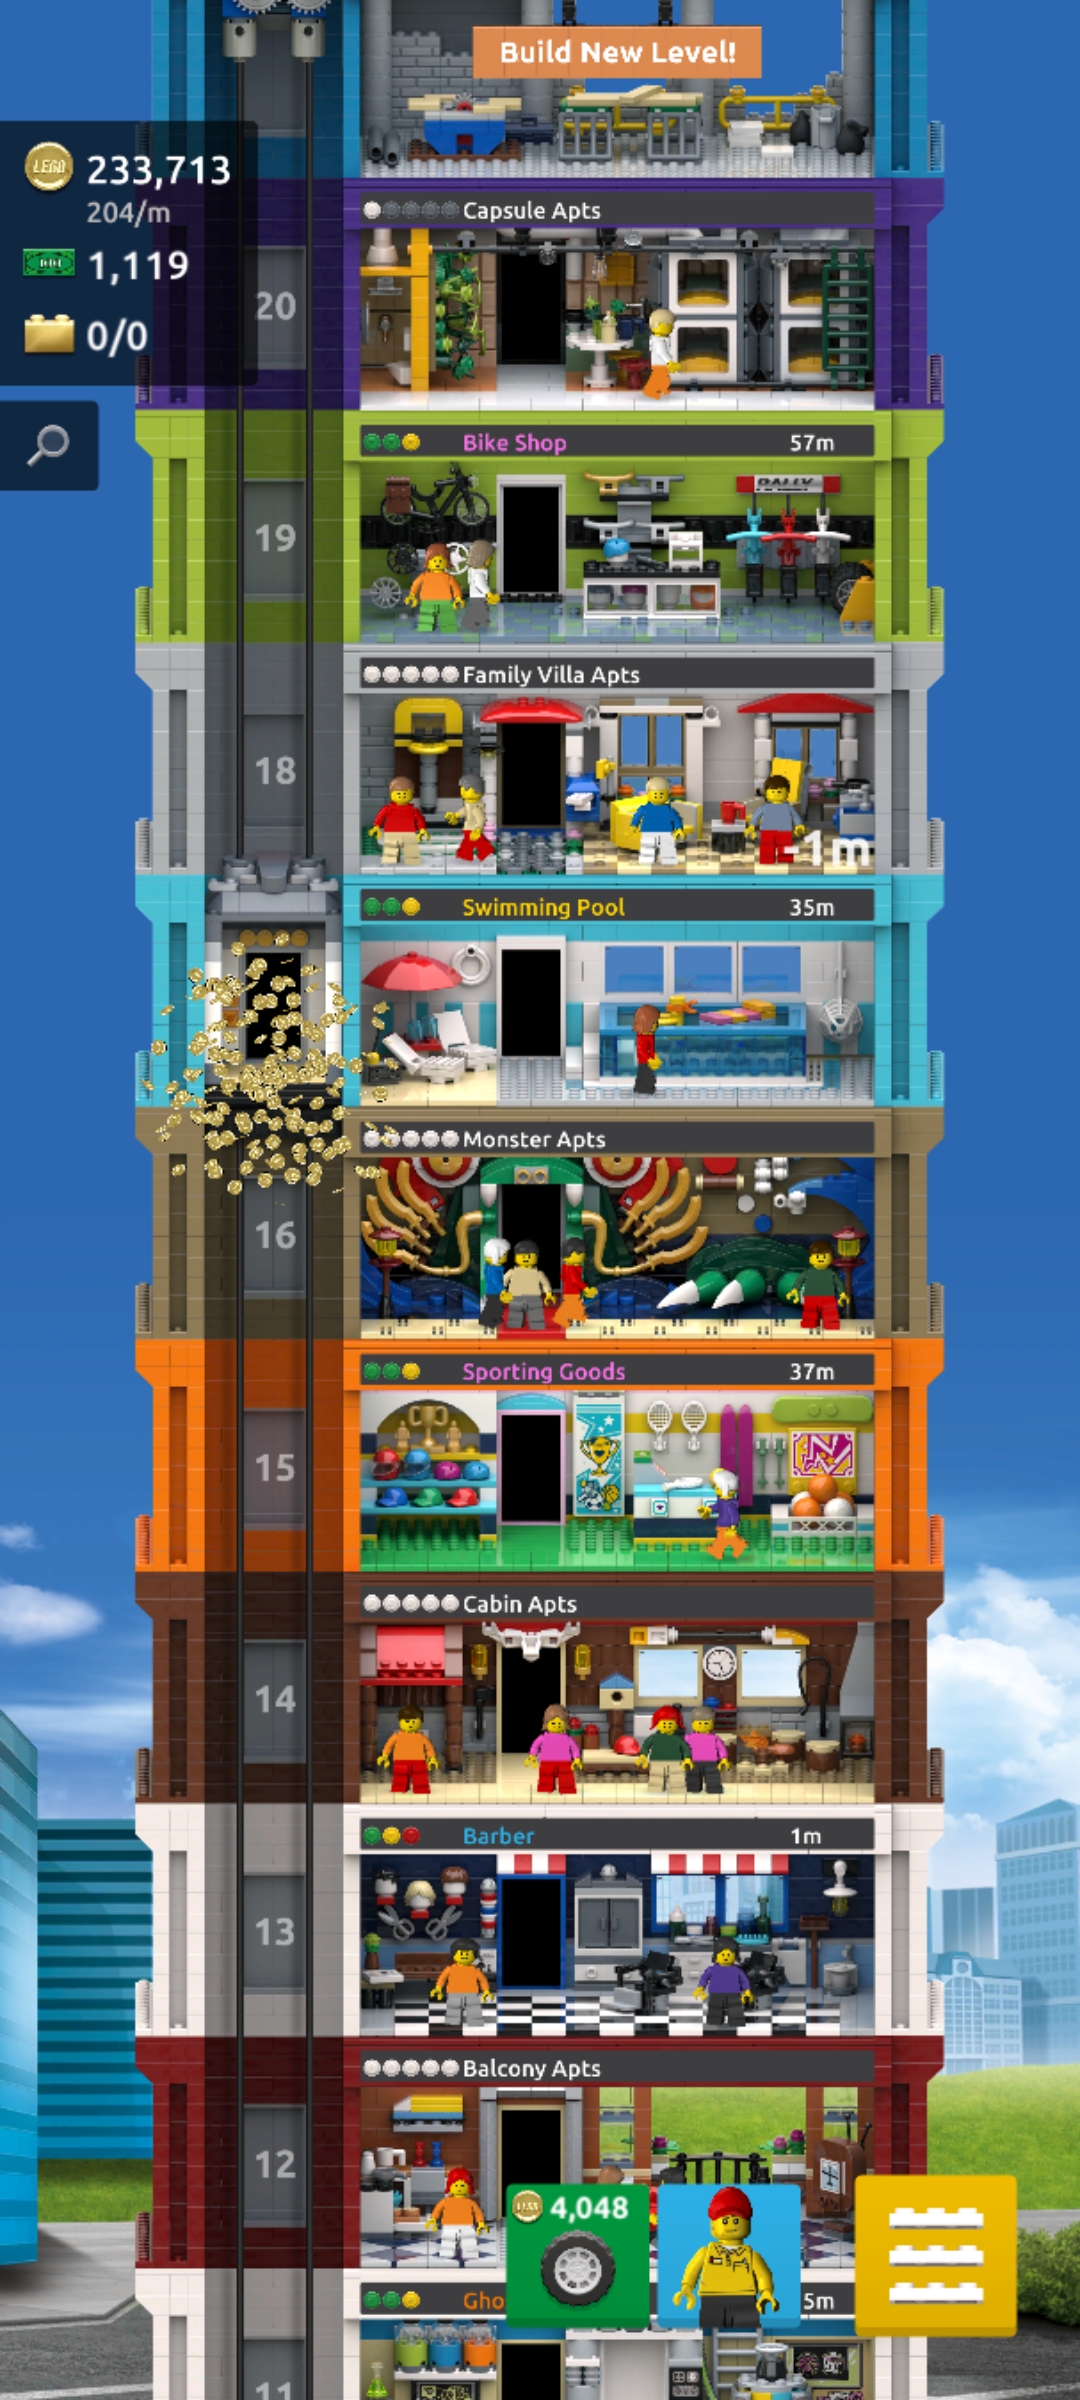 Build New Level!
LEGO 233,713
204/m
1,119
0/0
Capsule Apts
20
Bike Shop 57m
RALLY
19
Family Villa Apts
18
-1m
Swimming Pool 35m
Monster Apts
16
Sporting Goods 37m
15
Cabin Apts
14
Barber 1m
13
Balcony Apts
12
4,048
Gho
5m
11